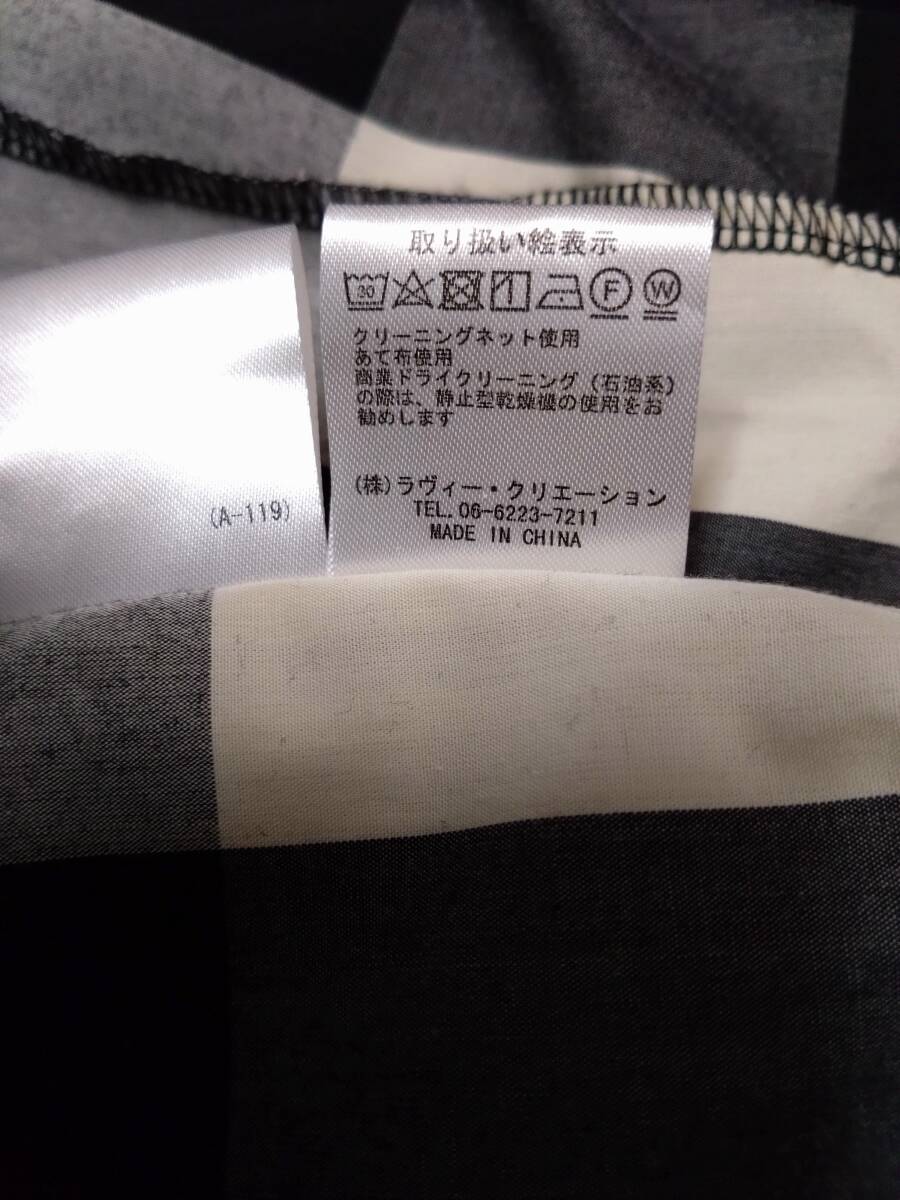 取り扱い絵表示
30 F W
クリーニングネット使用
あて布使用
商業ドライクリーニング(石油系)
の際は、静止型乾燥機の使用をお
勧めします
(株)ラヴィー・クリエーション
TEL.06-6223-7211
MADE IN CHINA
(A-119)